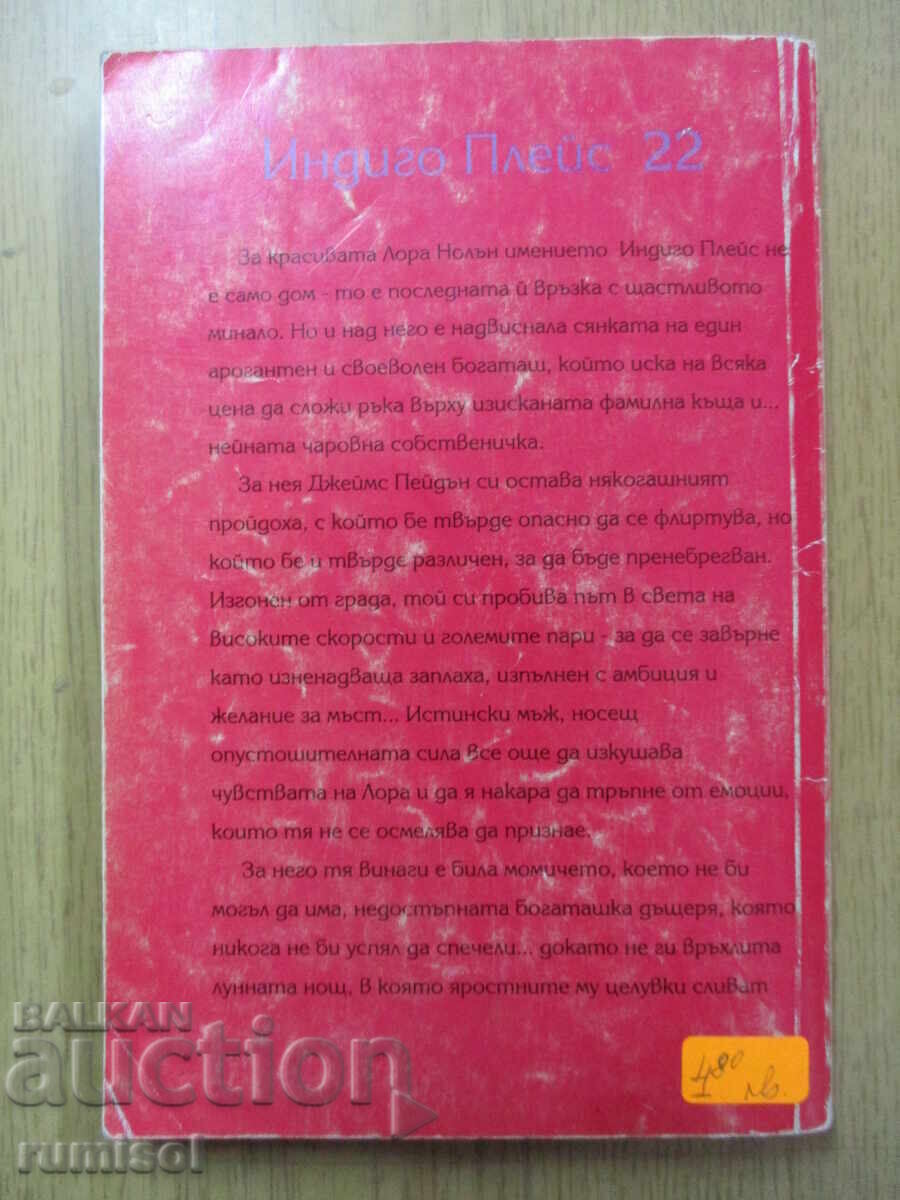 Индиго Плейс 22
За красивата Лора Нолън имението Индиго Плейс не
е само дом - то е последната ѝ връзка с щастливото
минало. Но и над него е надвиснала сянката на един
арогантен и своеволен богаташ, който иска на всяка
цена да сложи ръка върху изисканата фамилна къща и...
нейната чаровна собственичка.
За нея Джеймс Пейдън си остава някогашният
пройдоха, с който бе твърде опасно да се флиртува, но
който бе и твърде различен, за да бъде пренебрегван.
Изгонен от града, той си пробива път в света на
високите скорости и големите пари - за да се завърне
като изненадваща заплаха, изпълнен с амбиция и
желание за мъст... Истински мъж, носещ
опустошителната сила все още да изкушава
чувствата на Лора и да я накара да тръпне от емоции,
които тя не се осмелява да признае.
За него тя винаги е била момичето, което не би
могъл да има, недостъпната богаташка дъщеря, която
никога не би успял да спечели... докато не ги връхлита
лунната нощ, в която яростните му целувки сливат
4 80
лв.
BALKAN
auction
rumisol